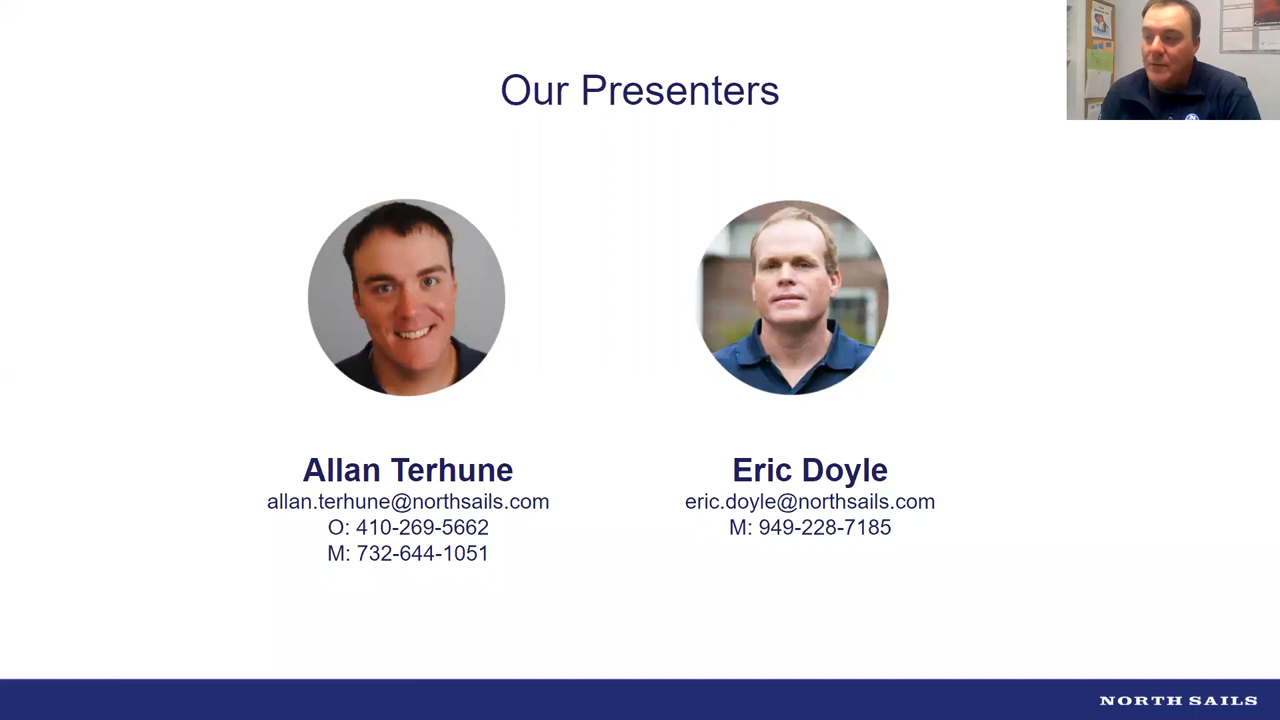 Our Presenters
Allan Terhune
allan.terhune@northsails.com
O: 410-269-5662
M: 732-644-1051
Eric Doyle
eric.doyle@northsails.com
M: 949-228-7185
NORTH SAILS